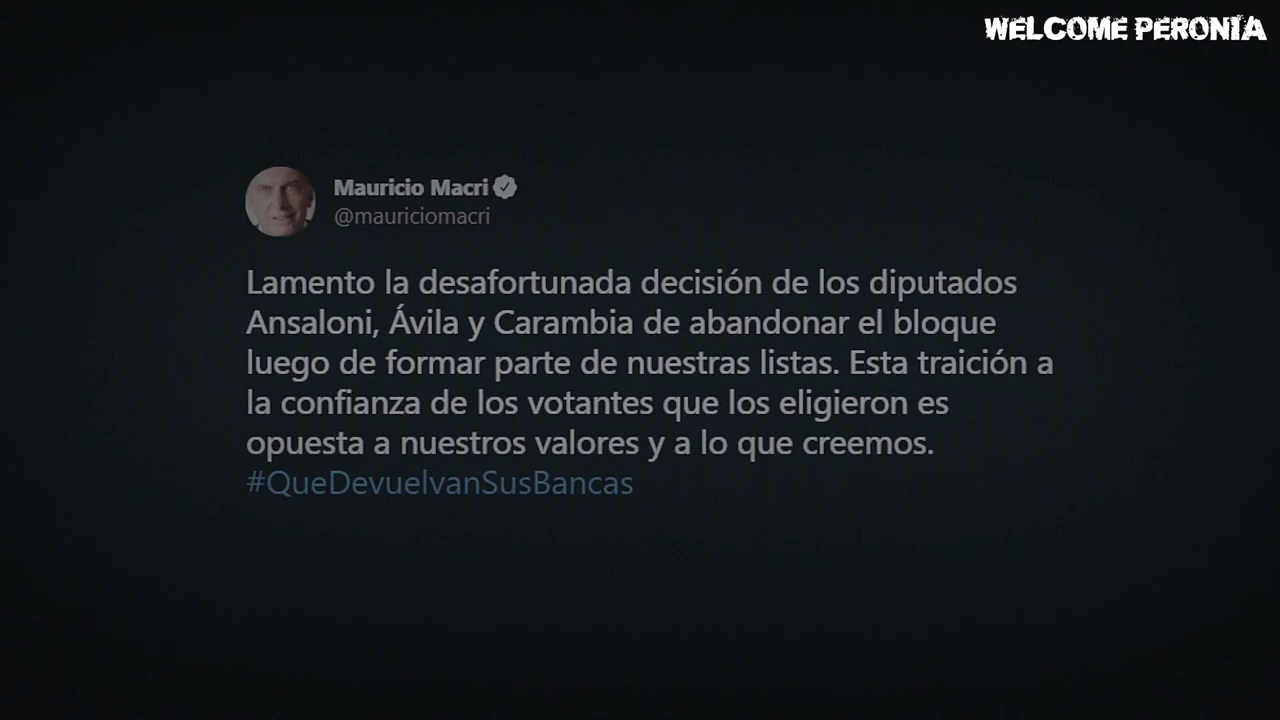 WELCOME PERONIA
Mauricio Macri
@mauriciomacri
Lamento la desafortunada decisión de los diputados
Ansaloni, Ávila y Carambia de abandonar el bloque
luego de formar parte de nuestras listas. Esta traición a
la confianza de los votantes que los eligieron es
opuesta a nuestros valores y a lo que creemos.
#QueDevuelvanSusBancas